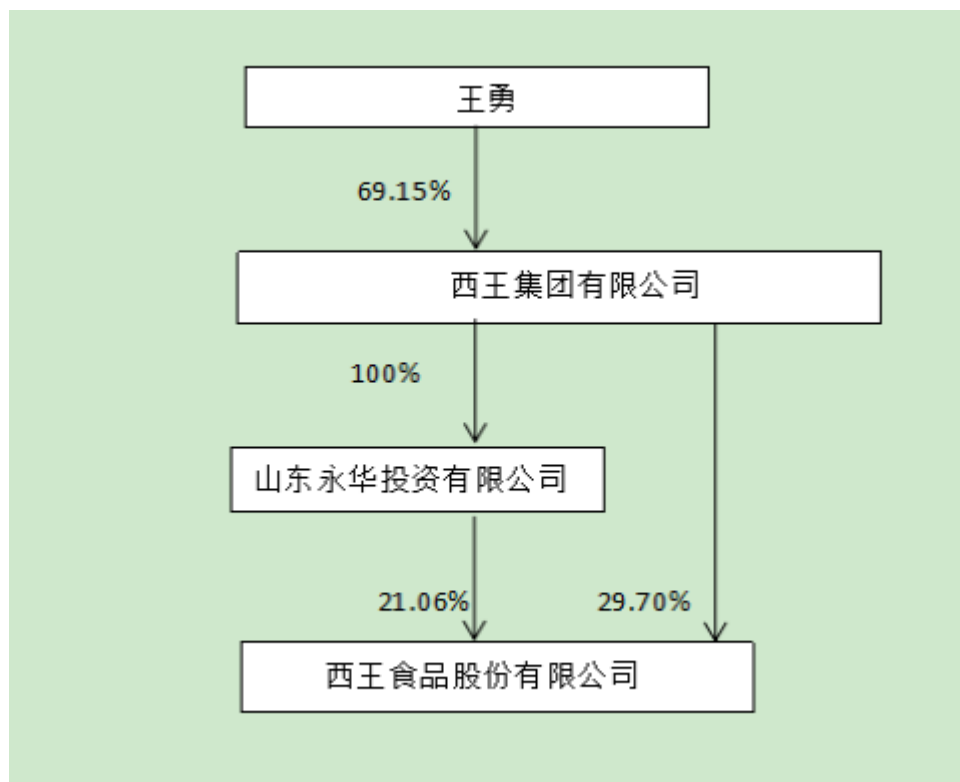 王勇
69.15%
西王集团有限公司
100%
山东永华投资有限公司
21.06%
29.70%
西王食品股份有限公司